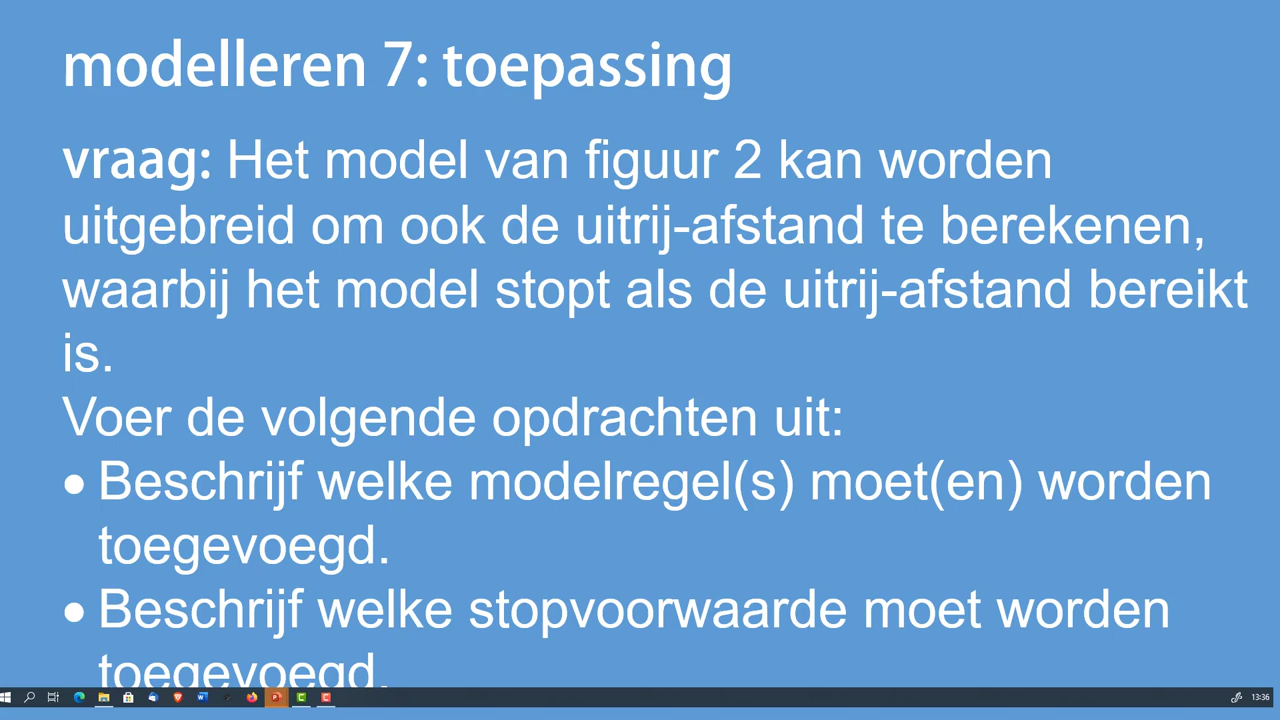 modelleren 7: toepassing
vraag: Het model van figuur 2 kan worden
uitgebreid om ook de uitrij-afstand te berekenen,
waarbij het model stopt als de uitrij-afstand bereikt
is.
Voer de volgende opdrachten uit:
• Beschrijf welke modelregel(s) moet(en) worden
toegevoegd.
• Beschrijf welke stopvoorwaarde moet worden
toegevoegd.
13:36